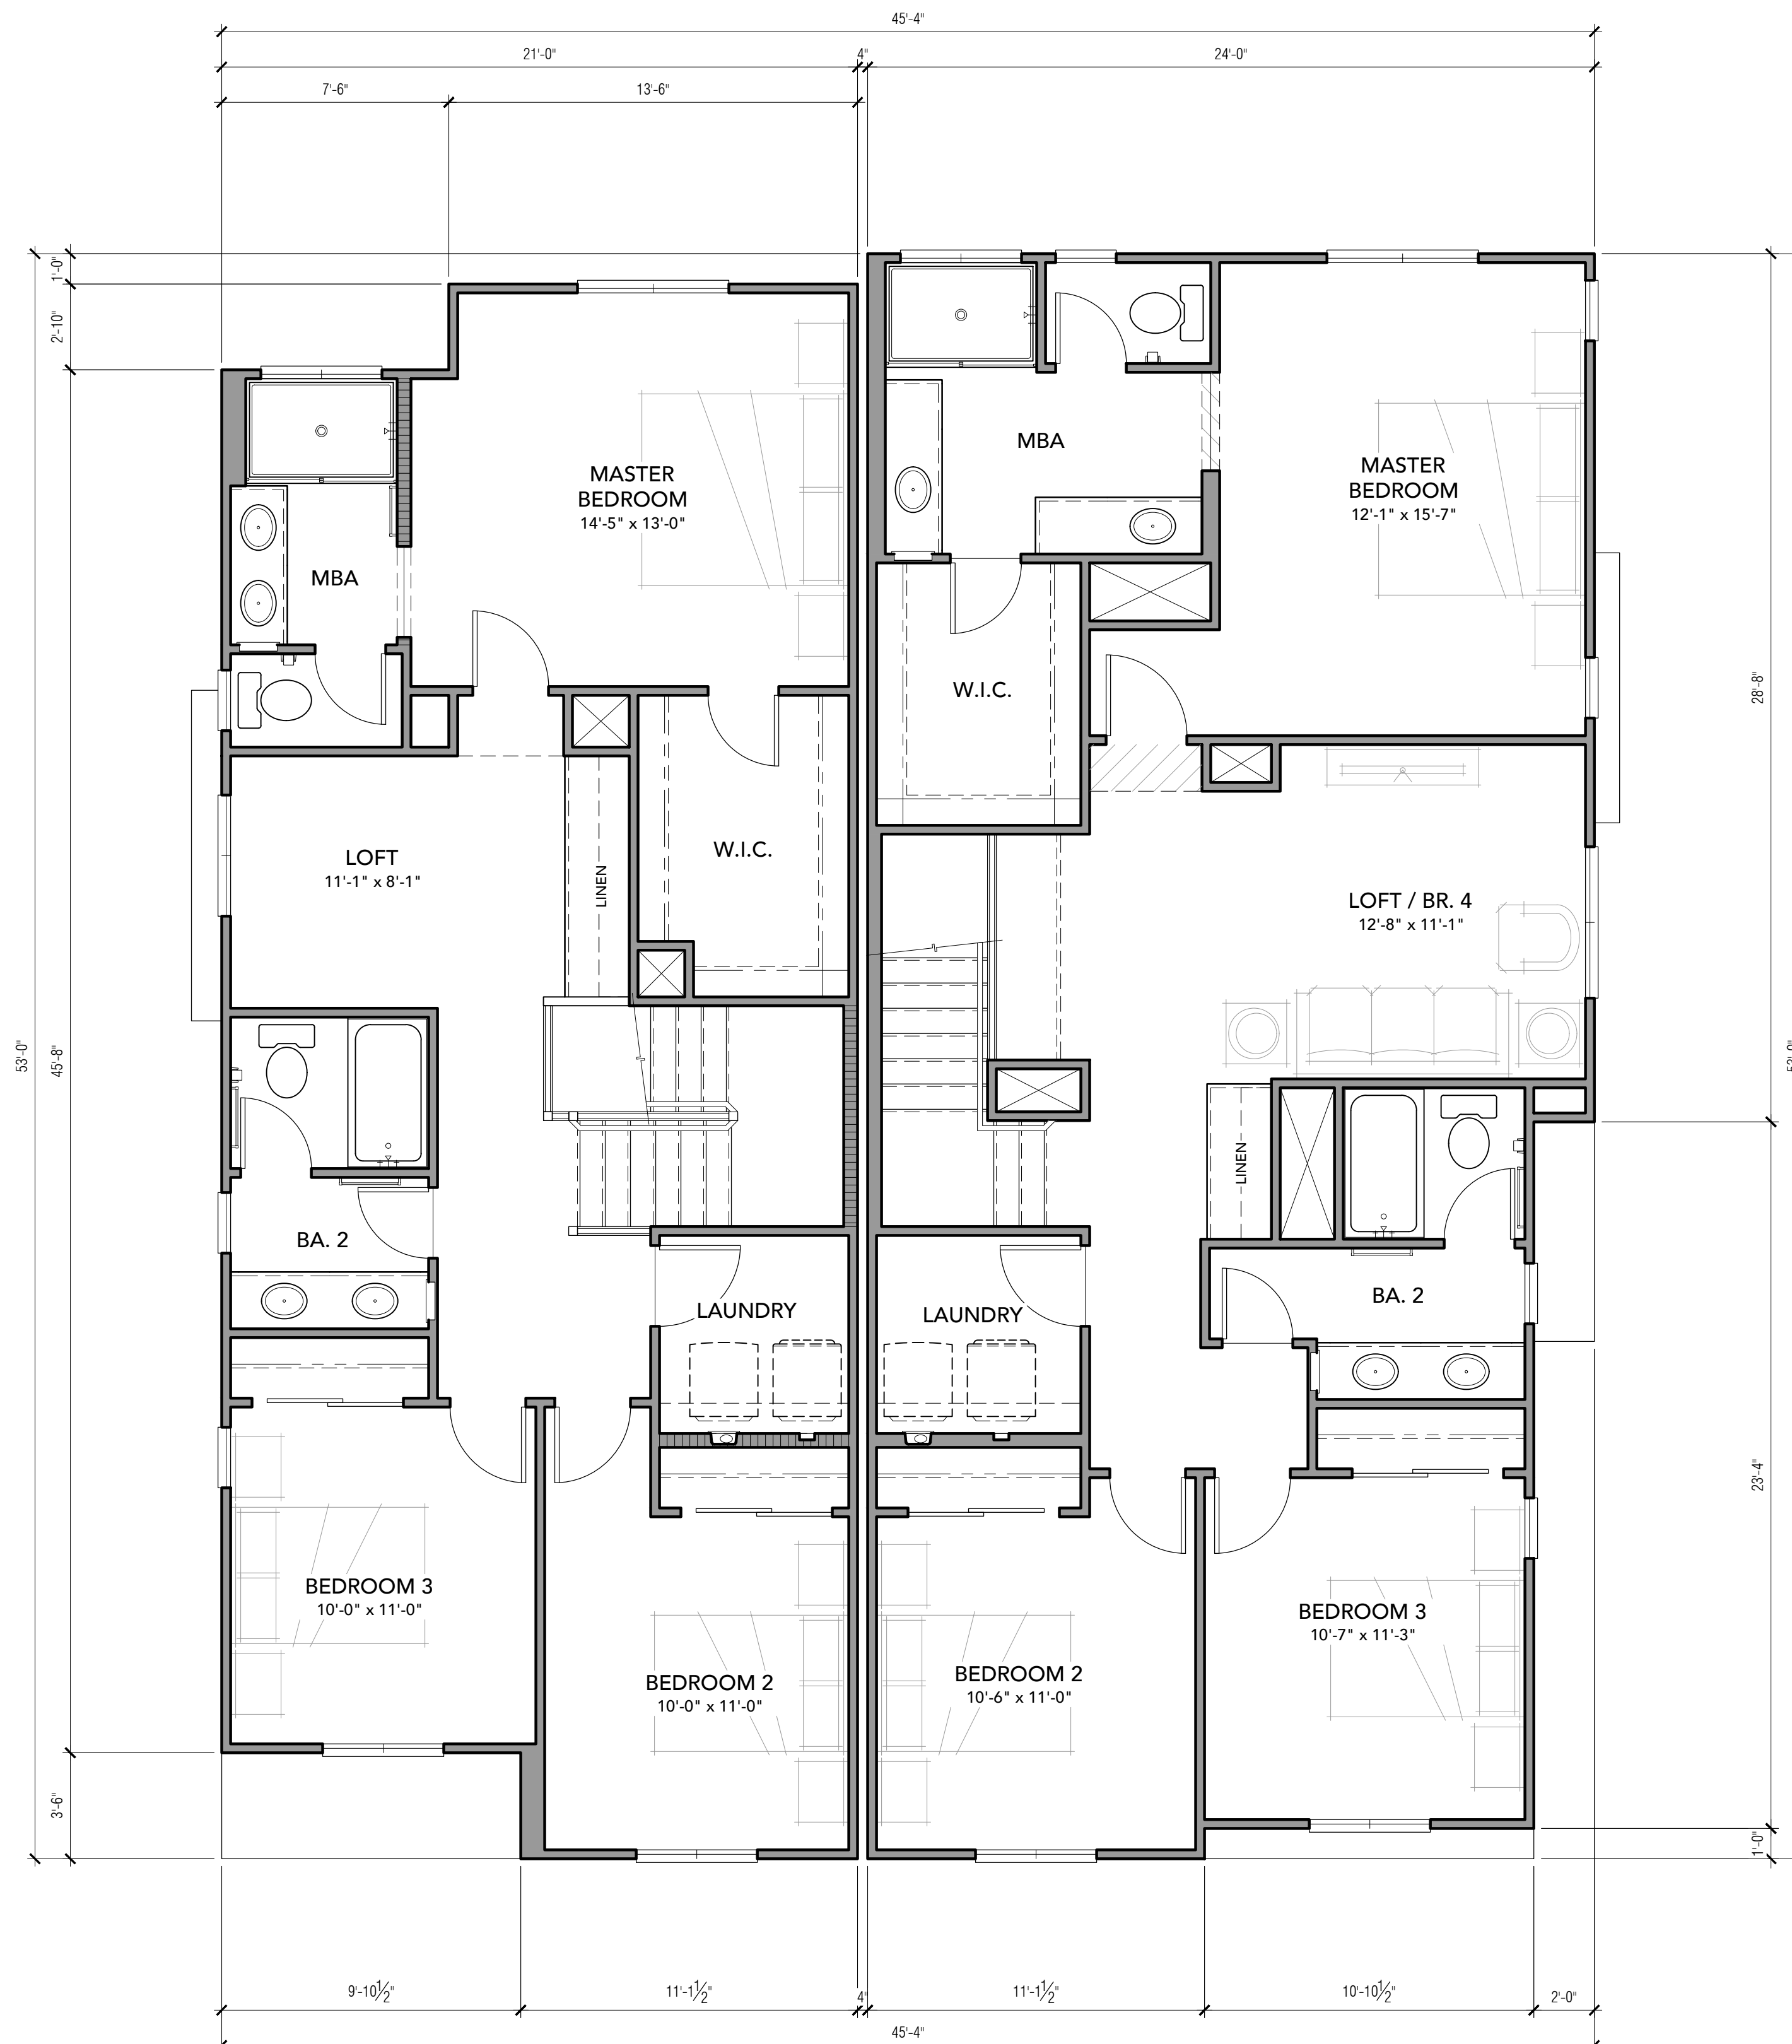 45'-4"
21'-0"
4"
24'-0"
7'-6"
13'-6"
1'-0"
2'-10"
53'-0"
45'-8"
3'-6"
MASTER
BEDROOM
14'-5" x 13'-0"
MBA
W.I.C.
LOFT
11'-1" x 8'-1"
LINEN
BA. 2
LAUNDRY
BEDROOM 3
10'-0" x 11'-0"
BEDROOM 2
10'-0" x 11'-0"
MBA
MASTER
BEDROOM
12'-1" x 15'-7"
W.I.C.
LOFT / BR. 4
12'-8" x 11'-1"
LINEN
BA. 2
LAUNDRY
BEDROOM 2
10'-6" x 11'-0"
BEDROOM 3
10'-7" x 11'-3"
28'-8"
23'-4"
1'-0"
9'-10½"
11'-1½"
4"
11'-1½"
10'-10½"
2'-0"
45'-4"